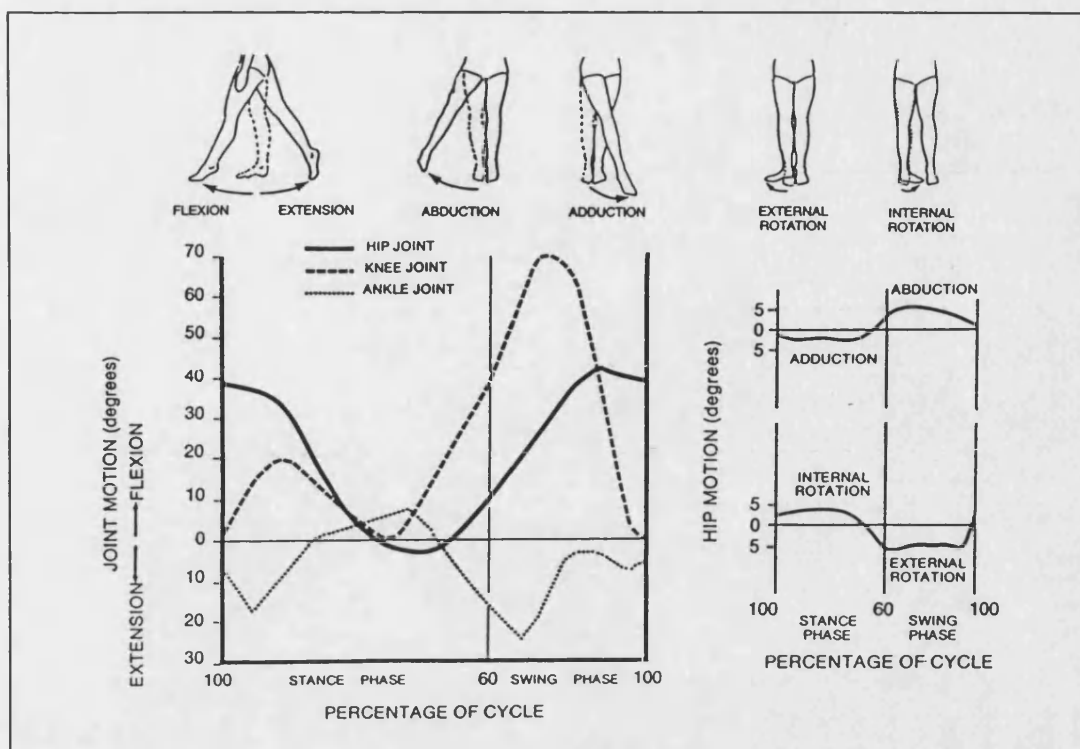 FLEXION EXTENSION
ABDUCTION
ADDUCTION
EXTERNAL
ROTATION
INTERNAL
ROTATION
HIP JOINT
KNEE JOINT
ANKLE JOINT
JOINT MOTION (degrees)
EXTENSION FLEXION
70
60
50
40
30
20
10
0
10
20
30
100 STANCE PHASE 60 SWING PHASE 100
PERCENTAGE OF CYCLE
HIP MOTION (degrees)
ABDUCTION
5
0
5
ADDUCTION
INTERNAL
ROTATION
5
0
5
EXTERNAL
ROTATION
100 60 100
STANCE
PHASE
SWING
PHASE
PERCENTAGE OF CYCLE